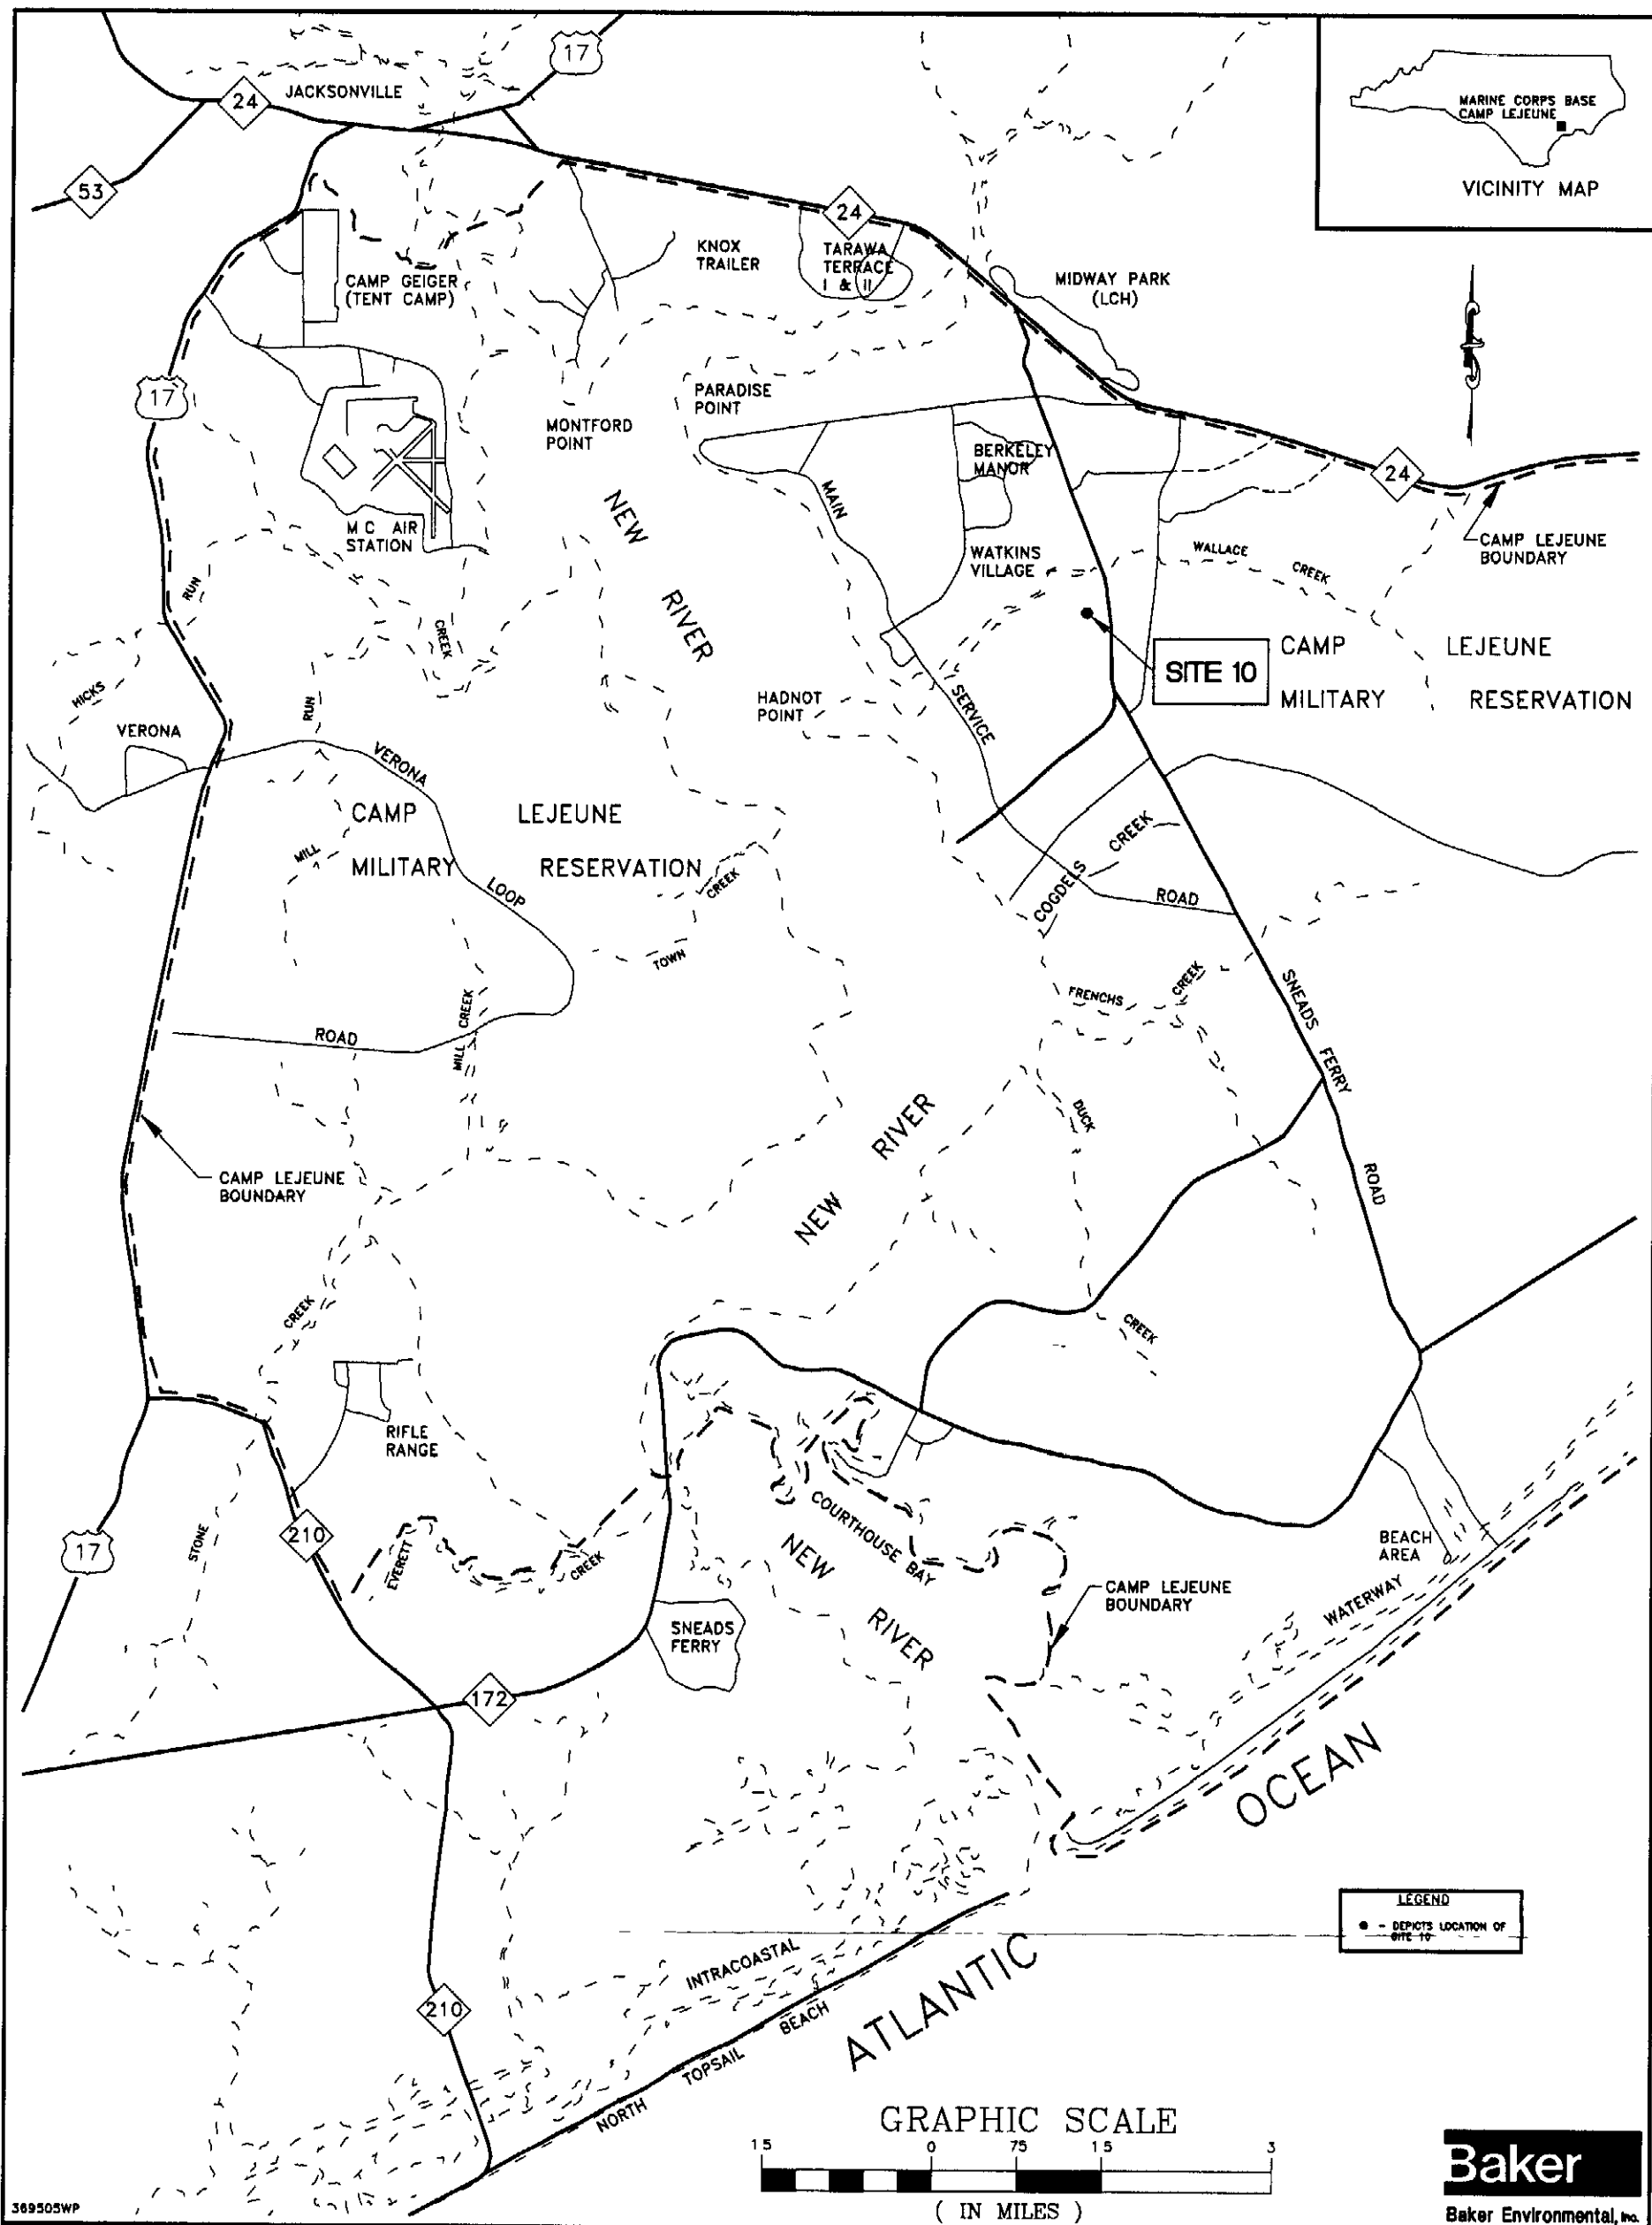 17
24
JACKSONVILLE
53
MARINE CORPS BASE
CAMP LEJEUNE
VICINITY MAP
24
KNOX
TRAILER
TARAWA
TERRACE
I & II
CAMP GEIGER
(TENT CAMP)
MIDWAY PARK
(LCH)
17
PARADISE
POINT
MONTFORD
POINT
BERKELEY
MANOR
24
MAIN
NEW
RIVER
M C AIR
STATION
WATKINS
VILLAGE
WALLACE
CREEK
CAMP LEJEUNE
BOUNDARY
RUN
CREEK
HICKS
RUN
SITE 10
CAMP LEJEUNE
MILITARY RESERVATION
HADNOT
POINT
SERVICE
VERONA
VERONA
CAMP LEJEUNE
MILITARY RESERVATION
MILL
LOOP
CREEK
TOWN
COGDELS
CREEK
ROAD
FRENCHS
CREEK
SNEADS
FERRY
ROAD
MILL CREEK
ROAD
DUCK
NEW
RIVER
CAMP LEJEUNE
BOUNDARY
CREEK
CREEK
RIFLE
RANGE
17
STONE
210
EVERETT
CREEK
COURTHOUSE BAY
NEW
RIVER
BEACH
AREA
CAMP LEJEUNE
BOUNDARY
WATERWAY
SNEADS
FERRY
172
OCEAN
LEGEND
● - DEPICTS LOCATION OF
SITE 10
INTRACOASTAL
ATLANTIC
210
NORTH
TOPSAIL
BEACH
GRAPHIC SCALE
1 5 0 75 1 5 3
( IN MILES )
Baker
Baker Environmental, Inc.
369505WP